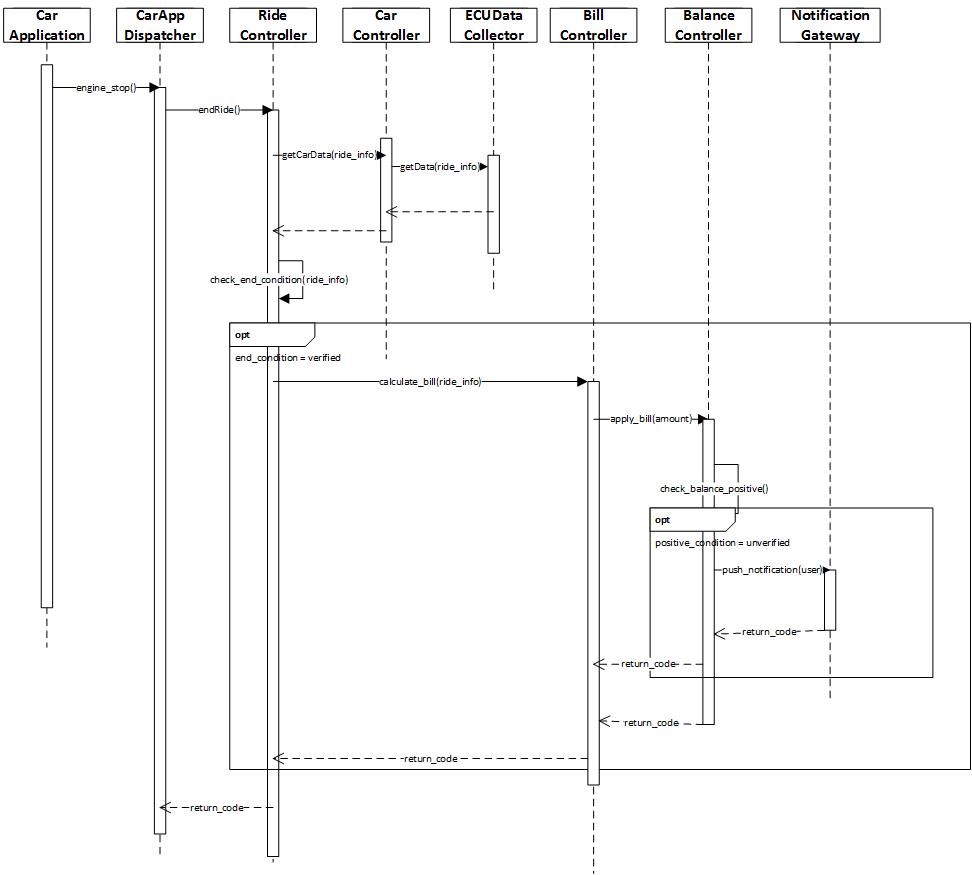 Car
Application
CarApp
Dispatcher
Ride
Controller
Car
Controller
ECUData
Collector
Bill
Controller
Balance
Controller
Notification
Gateway
engine_stop()
endRide()
getCarData(ride_info)
getData(ride_info)
check_end_condition(ride_info)
opt
end_condition = verified
calculate_bill(ride_info)
apply_bill(amount)
check_balance_positive()
opt
positive_condition = unverified
push_notification(user)
return_code
return_code
return_code
return_code
return_code